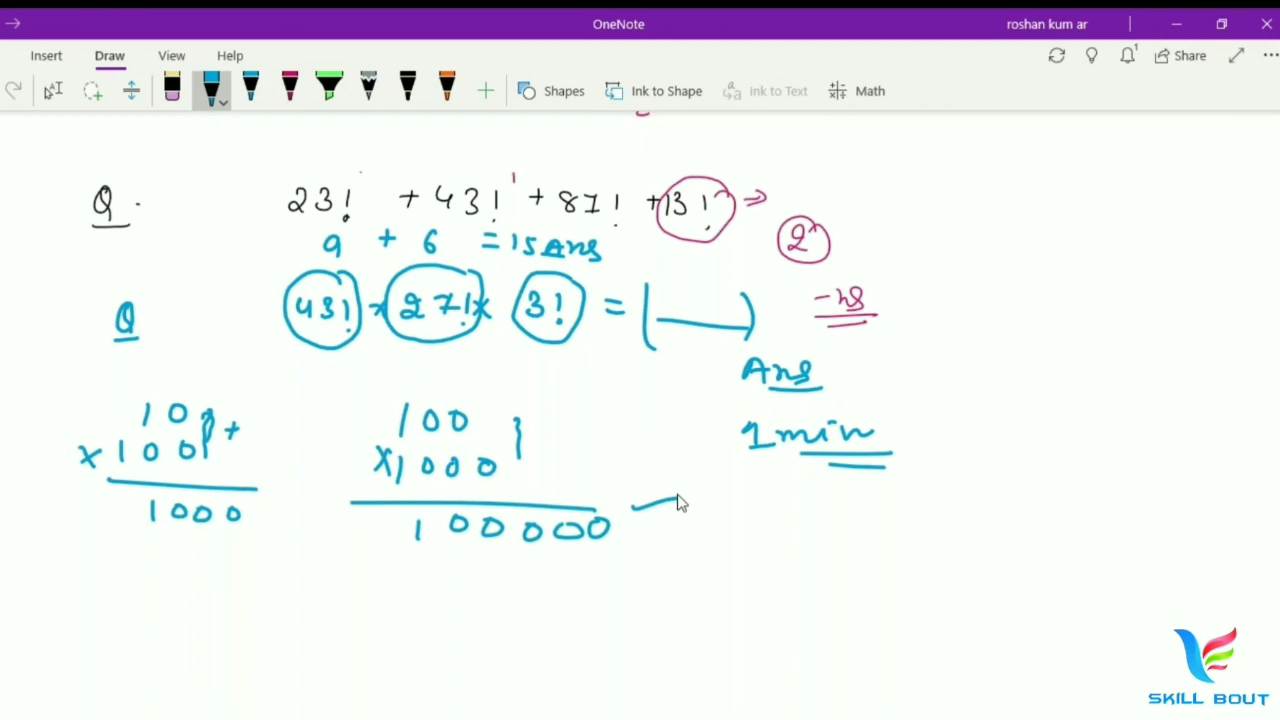 OneNote
roshan kum ar
Insert Draw View Help
Share
Shapes Ink to Shape Ink to Text Math
Q. 23! + 43! + 87! + 13! ⇒
9 + 6 = 15 Ans
2
Q 43! × 27! × 3! = ( )
Ans
10 +
× 100
1000
100
× 1000
100000
1 min
SKILL BOUT